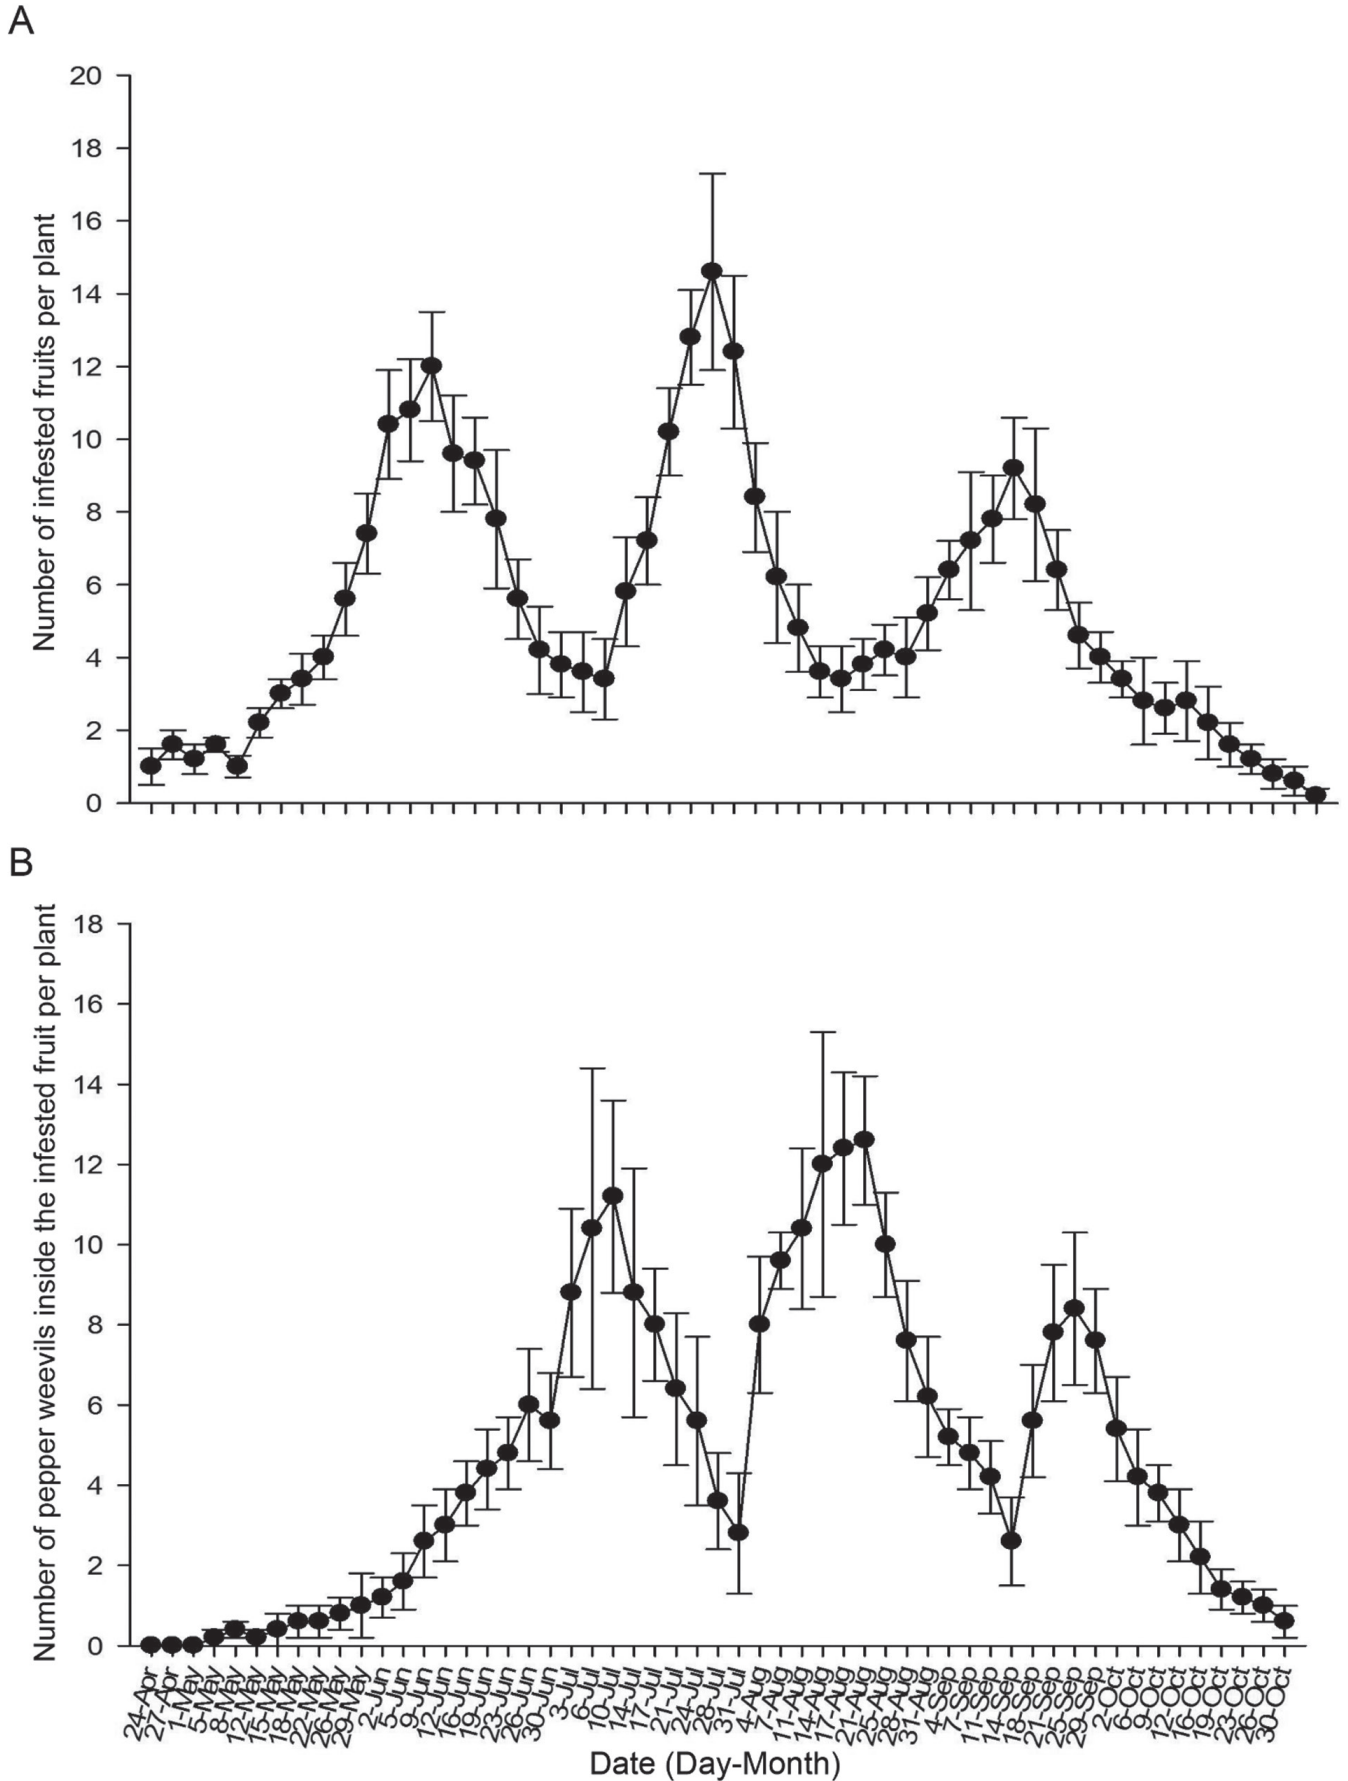 A
20
18
16
14
12
10
8
6
4
2
0
Number of infested fruits per plant
B
18
16
14
12
10
8
6
4
2
0
Number of pepper weevils inside the infested fruit per plant
24-Apr
27-Apr
1-May
5-May
8-May
12-May
15-May
18-May
22-May
26-May
29-May
2-Jun
5-Jun
9-Jun
12-Jun
16-Jun
19-Jun
23-Jun
26-Jun
30-Jun
3-Jul
6-Jul
10-Jul
14-Jul
17-Jul
21-Jul
24-Jul
28-Jul
31-Jul
4-Aug
7-Aug
11-Aug
14-Aug
17-Aug
21-Aug
25-Aug
28-Aug
31-Aug
4-Sep
7-Sep
11-Sep
14-Sep
18-Sep
21-Sep
25-Sep
29-Sep
2-Oct
6-Oct
9-Oct
12-Oct
16-Oct
19-Oct
23-Oct
26-Oct
30-Oct
Date (Day-Month)